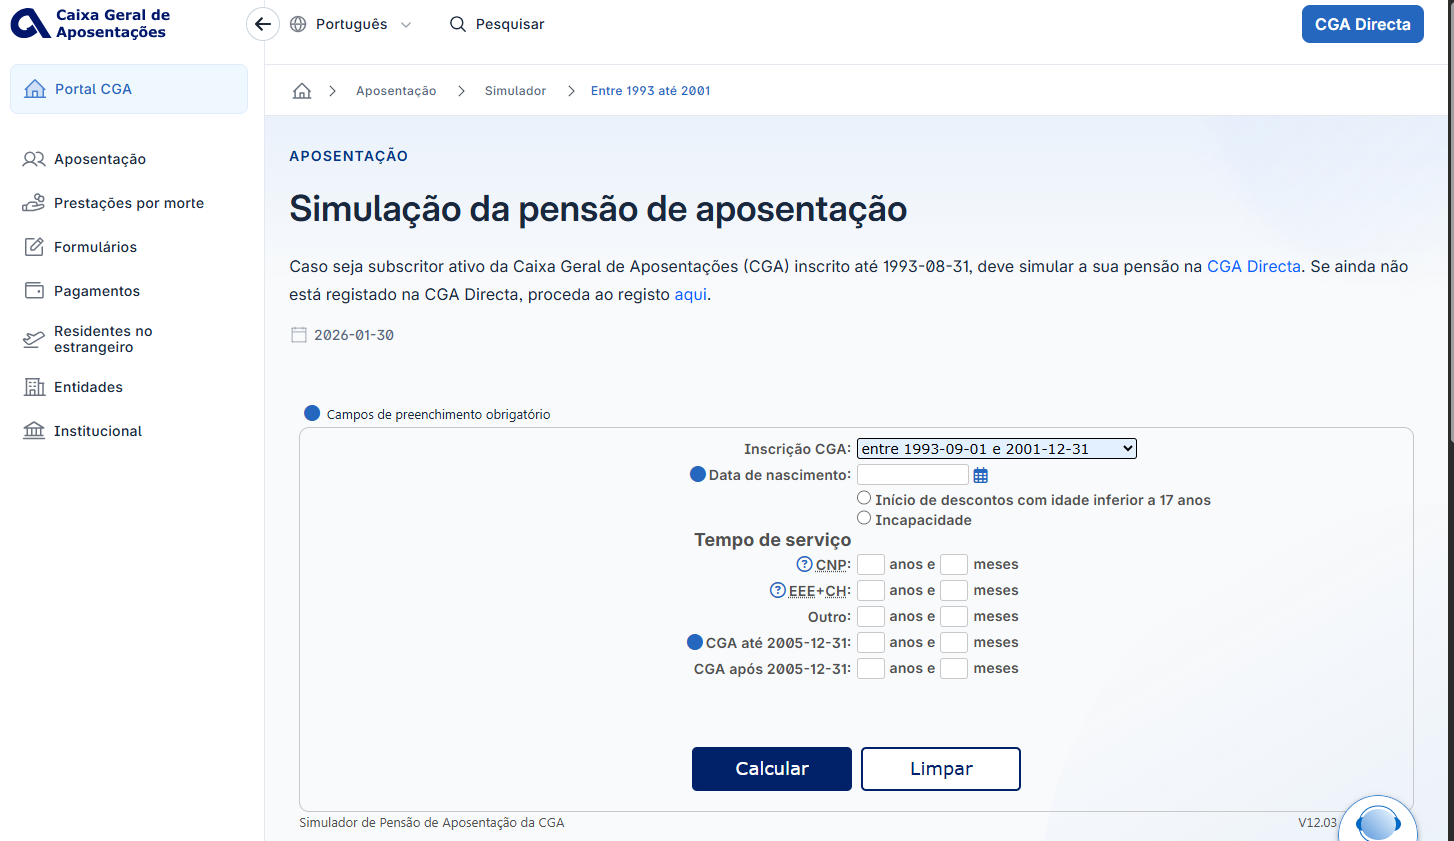 Caixa Geral de
Aposentações
Português
Pesquisar
CGA Directa
Portal CGA
Aposentação
Prestações por morte
Formulários
Pagamentos
Residentes no
estrangeiro
Entidades
Institucional
Aposentação > Simulador > Entre 1993 até 2001
APOSENTAÇÃO
Simulação da pensão de aposentação
Caso seja subscritor ativo da Caixa Geral de Aposentações (CGA) inscrito até 1993-08-31, deve simular a sua pensão na CGA Directa. Se ainda não
está registado na CGA Directa, proceda ao registo aqui.
2026-01-30
Campos de preenchimento obrigatório
Inscrição CGA: entre 1993-09-01 e 2001-12-31
Data de nascimento:
Início de descontos com idade inferior a 17 anos
Incapacidade
Tempo de serviço
? CNP: anos e meses
? EEE+CH: anos e meses
Outro: anos e meses
CGA até 2005-12-31: anos e meses
CGA após 2005-12-31: anos e meses
Calcular Limpar
Simulador de Pensão de Aposentação da CGA V12.03